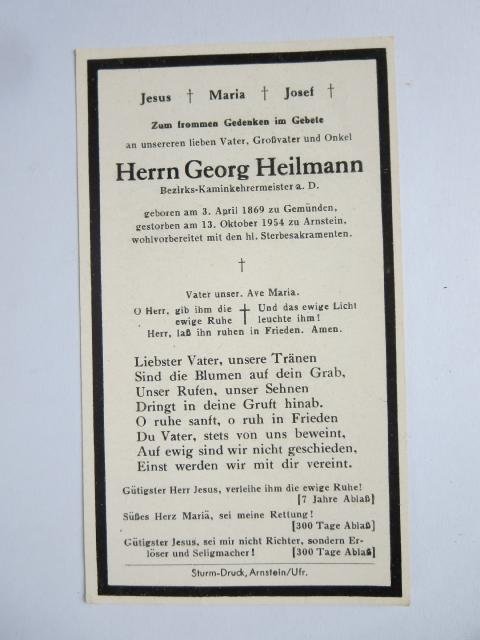 Jesus † Maria † Josef †
Zum frommen Gedenken im Gebete
an unsereren lieben Vater, Großvater und Onkel
Herrn Georg Heilmann
Bezirks-Kaminkehrermeister a. D.
geboren am 3. April 1869 zu Gemünden,
gestorben am 13. Oktober 1954 zu Arnstein,
wohlvorbereitet mit den hl. Sterbesakramenten.
†
Vater unser. Ave Maria.
O Herr, gib ihm die † Und das ewige Licht
ewige Ruhe leuchte ihm!
Herr, laß ihn ruhen in Frieden. Amen.
Liebster Vater, unsere Tränen
Sind die Blumen auf dein Grab,
Unser Rufen, unser Sehnen
Dringt in deine Gruft hinab.
O ruhe sanft, o ruh in Frieden
Du Vater, stets von uns beweint,
Auf ewig sind wir nicht geschieden,
Einst werden wir mit dir vereint.
Gütigster Herr Jesus, verleihe ihm die ewige Ruhe!
[7 Jahre Ablaß]
Süßes Herz Mariä, sei meine Rettung!
[300 Tage Ablaß]
Gütigster Jesus, sei mir nicht Richter, sondern Er-
löser und Seligmacher! [300 Tage Ablaß]
Sturm-Druck, Arnstein/Ufr.